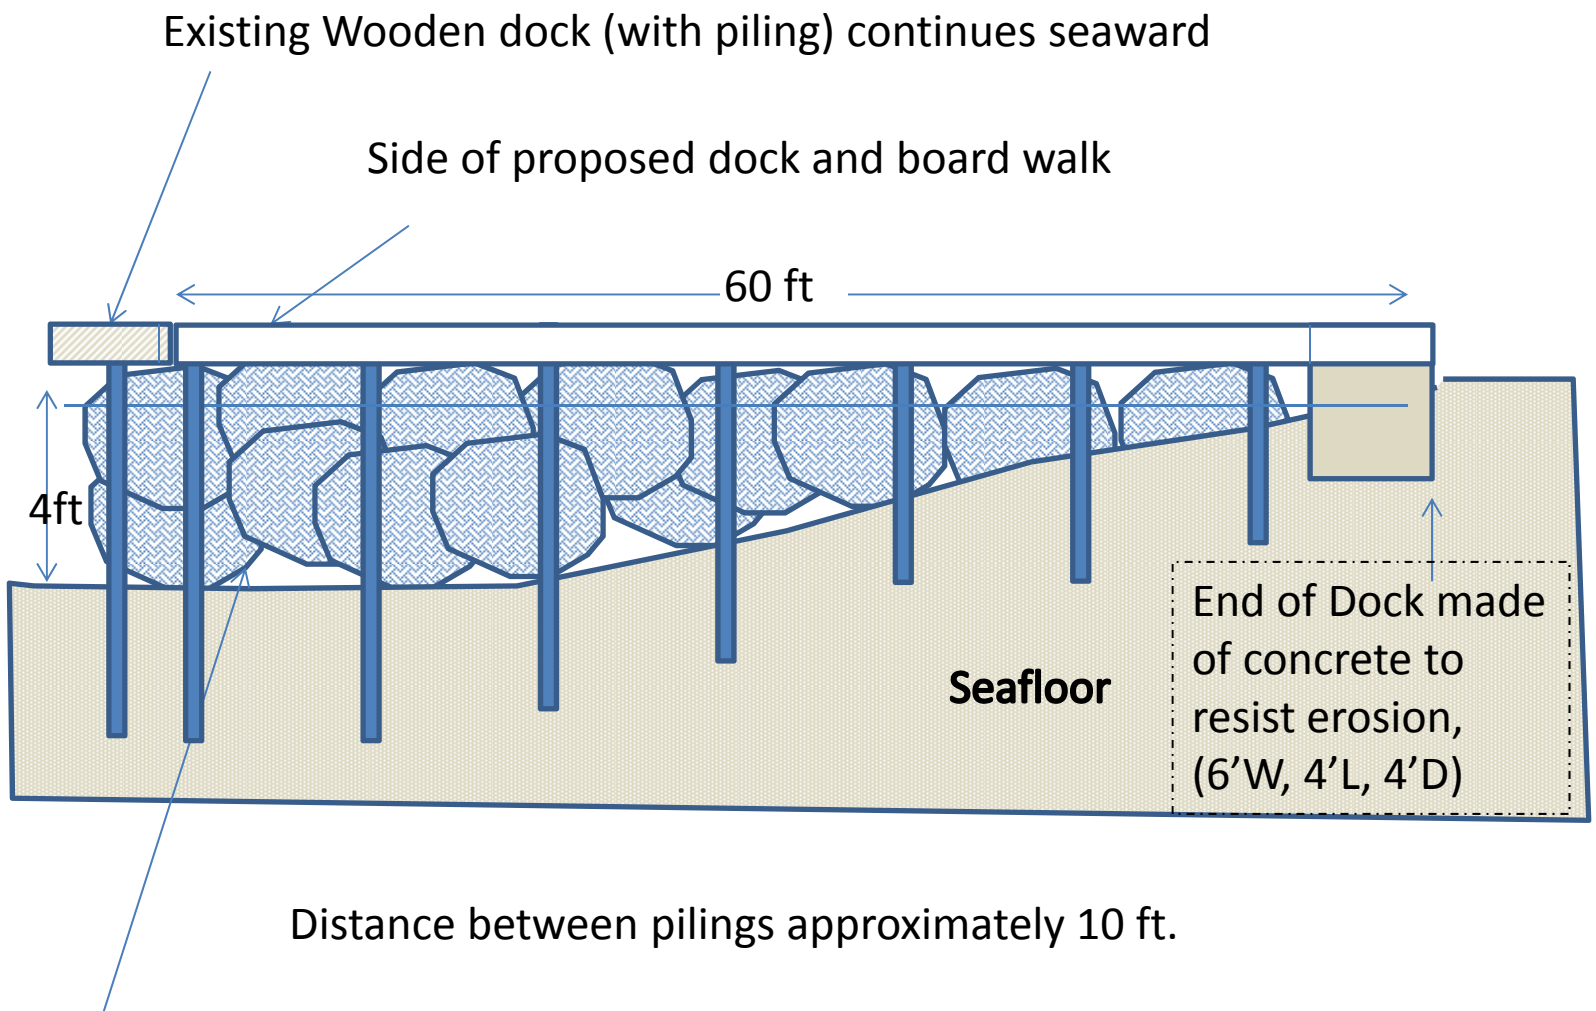 Existing Wooden dock (with piling) continues seaward
Side of proposed dock and board walk
60 ft
4ft
Seafloor
End of Dock made
of concrete to
resist erosion,
(6’W, 4’L, 4’D)
Distance between pilings approximately 10 ft.